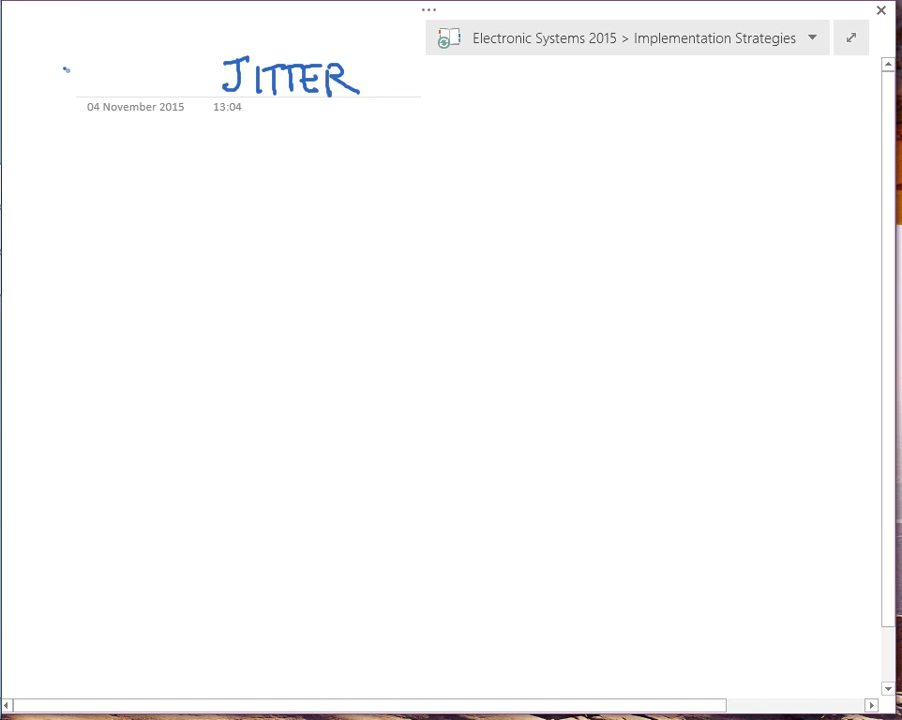 Electronic Systems 2015 > Implementation Strategies
JITTER
04 November 2015 13:04